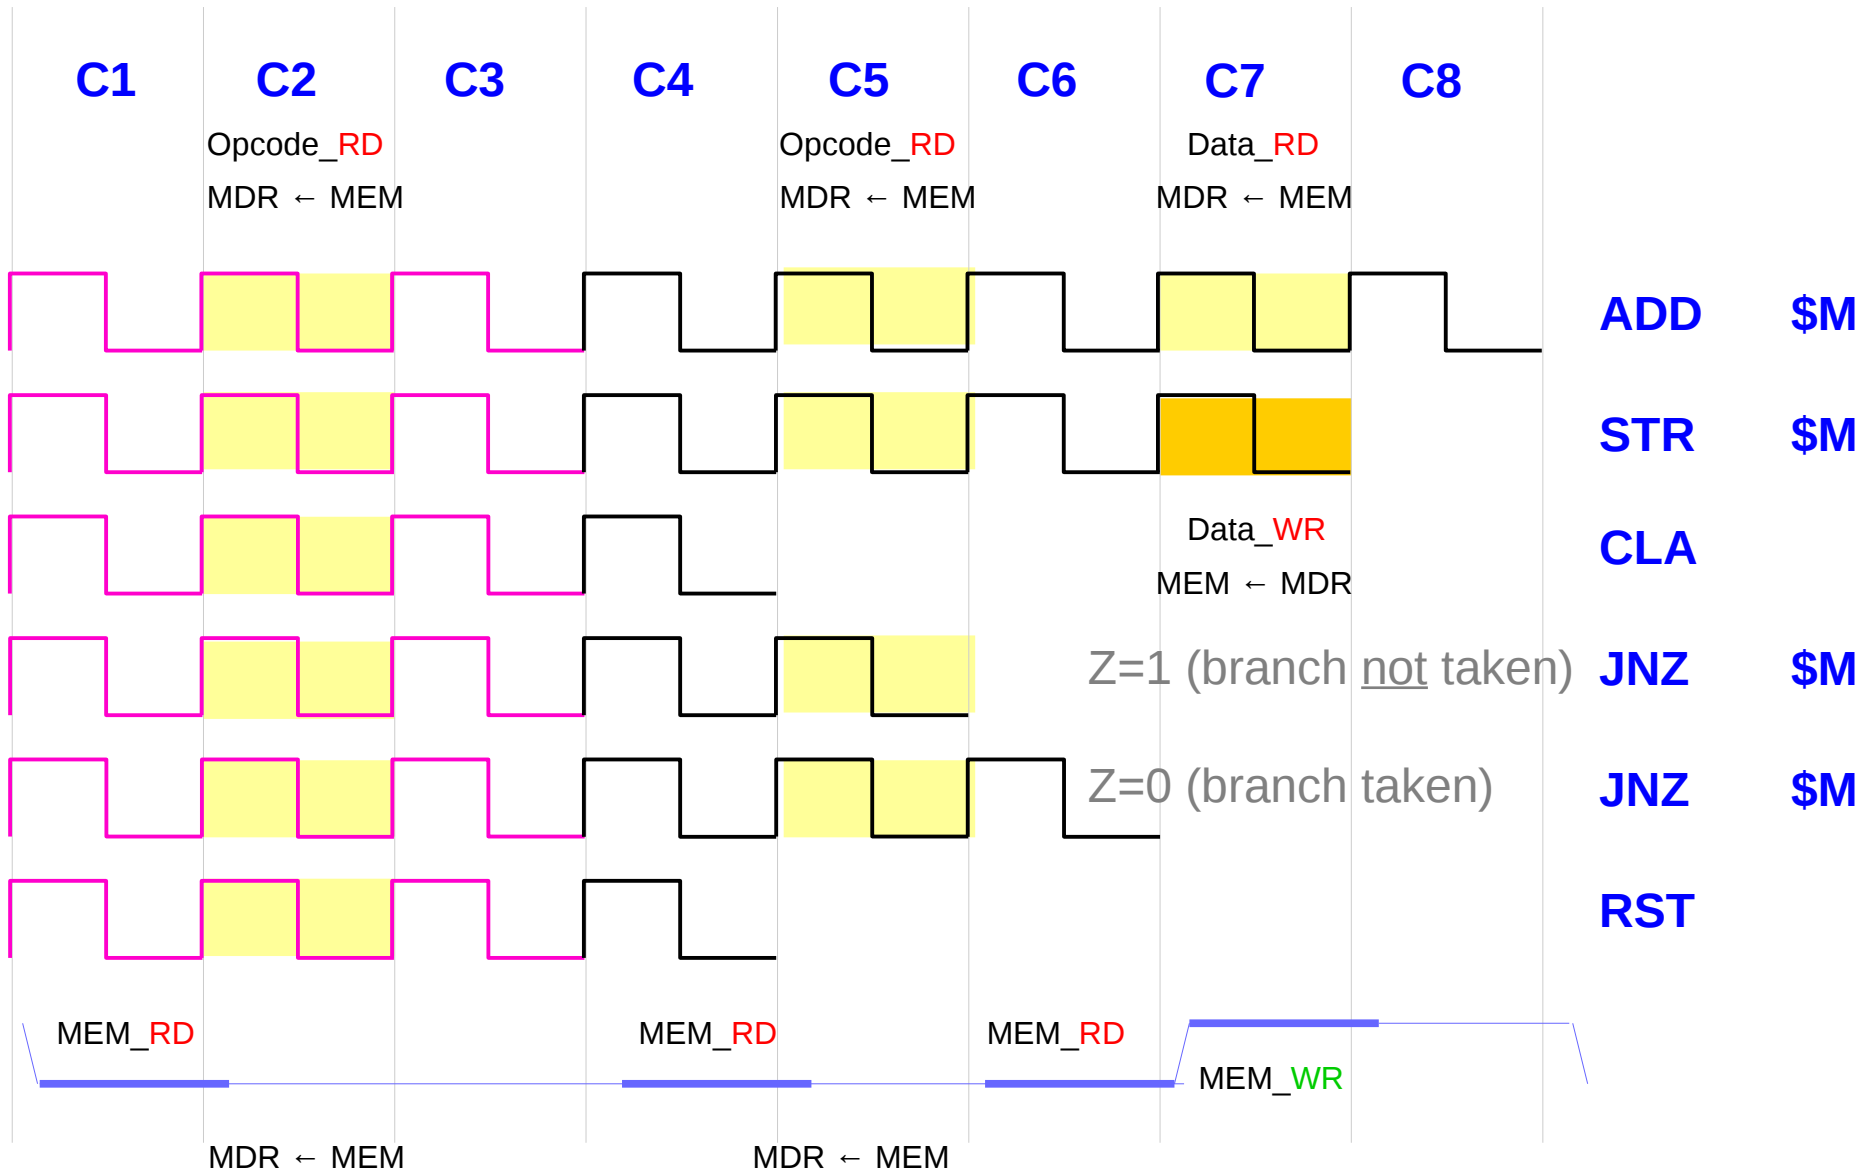 C1 C2 C3 C4 C5 C6 C7 C8
Opcode_RD Opcode_RD Data_RD
MDR ← MEM MDR ← MEM MDR ← MEM
ADD $M
STR $M
Data_WR
CLA
MEM ← MDR
Z=1 (branch not taken) JNZ $M
Z=0 (branch taken) JNZ $M
RST
MEM_RD MEM_RD MEM_RD
MEM_WR
MDR ← MEM MDR ← MEM